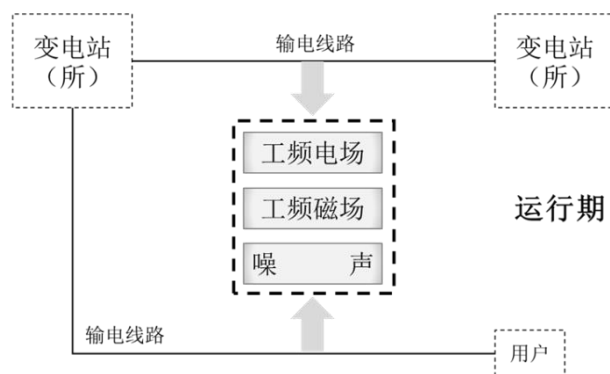 变电站
（所）
输电线路
变电站
（所）
工频电场
工频磁场
噪 声
运行期
输电线路
用户